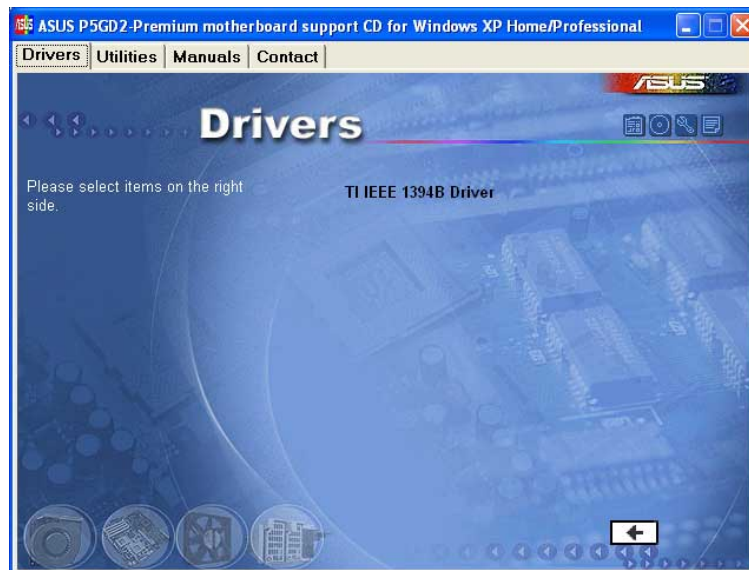 ASUS P5GD2-Premium motherboard support CD for Windows XP Home/Professional
Drivers Utilities Manuals Contact
ASUS
Drivers
Please select items on the right
side.
TI IEEE 1394B Driver